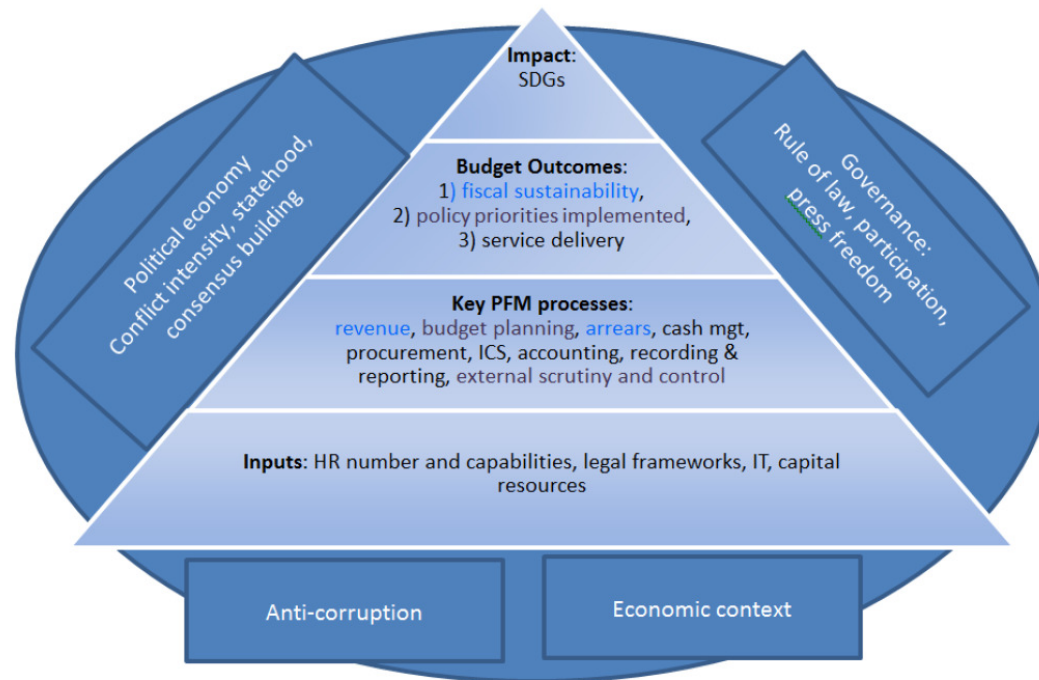 Impact:
SDGs
Budget Outcomes:
1) fiscal sustainability,
2) policy priorities implemented,
3) service delivery
Key PFM processes:
revenue, budget planning, arrears, cash mgt,
procurement, ICS, accounting, recording &
reporting, external scrutiny and control
Inputs: HR number and capabilities, legal frameworks, IT, capital
resources
Political economy
Conflict intensity, statehood,
consensus building
Governance:
Rule of law, participation,
press freedom
Anti-corruption
Economic context